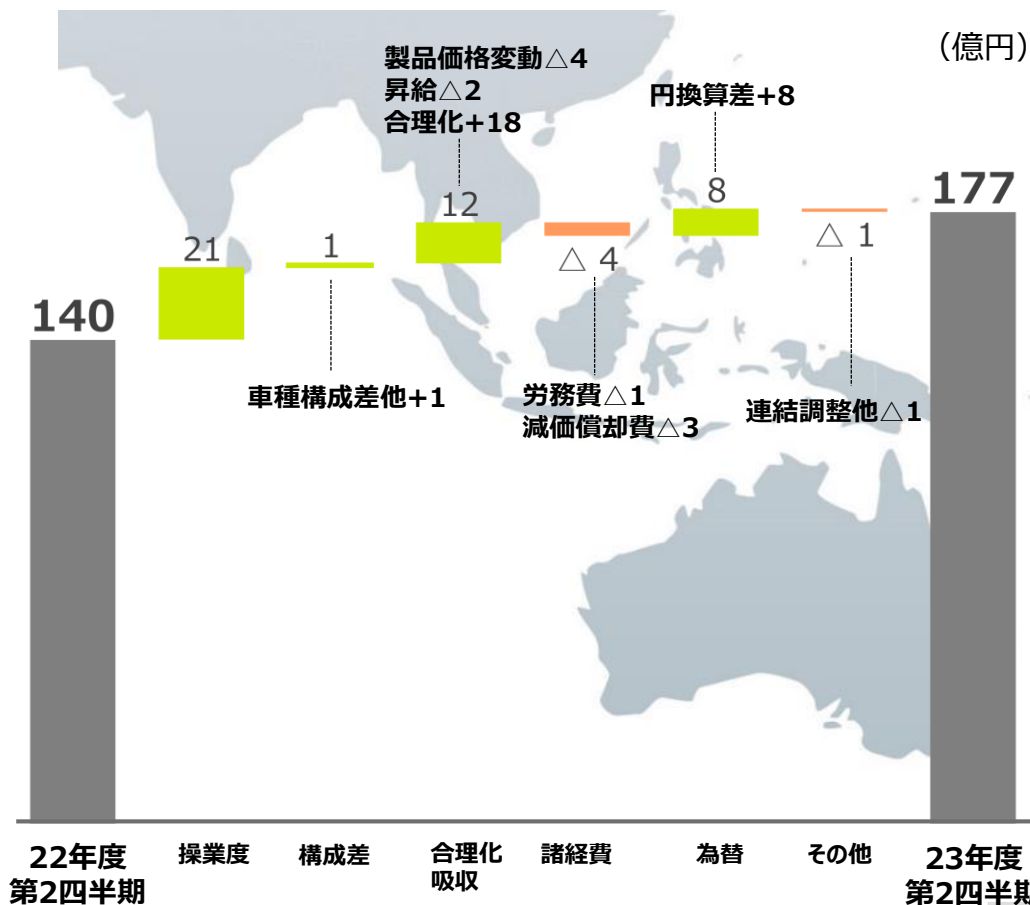 （億円）
製品価格変動△4
昇給△2
合理化+18
円換算差+8
140
21
1
12
△ 4
8
△ 1
177
車種構成差他+1
労務費△1
減価償却費△3
連結調整他△1
22年度
第2四半期
操業度
構成差
合理化
吸収
諸経費
為替
その他
23年度
第2四半期